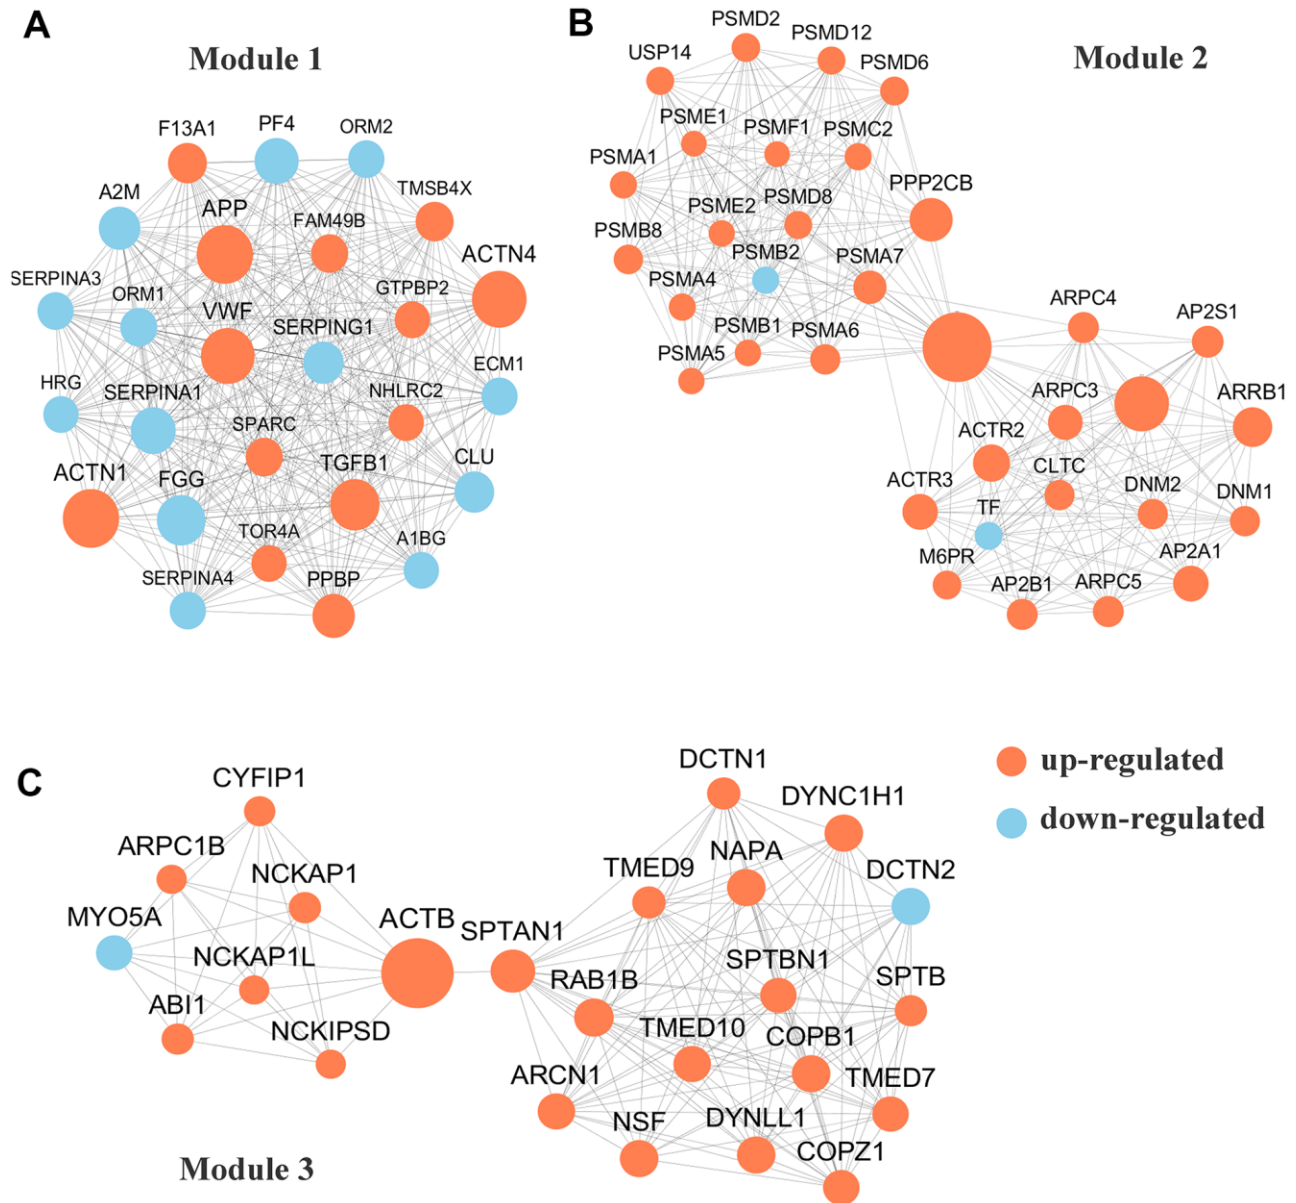 A
Module 1
F13A1
PF4
ORM2
A2M
APP
FAM49B
TMSB4X
ACTN4
SERPINA3
ORM1
VWF
SERPING1
GTPBP2
ECM1
HRG
SERPINA1
SPARC
NHLRC2
CLU
ACTN1
FGG
TGFB1
TOR4A
A1BG
SERPINA4
PPBP
B
Module 2
PSMD2
PSMD12
USP14
PSMD6
PSME1
PSMF1
PSMC2
PSMA1
PPP2CB
PSME2
PSMD8
PSMB8
PSMB2
PSMA7
PSMA4
PSMB1
PSMA6
PSMA5
ARPC4
AP2S1
ARPC3
ARRB1
ACTR2
CLTC
ACTR3
TF
DNM2
DNM1
M6PR
AP2B1
ARPC5
AP2A1
C
CYFIP1
ARPC1B
NCKAP1
MYO5A
ACTB
NCKAP1L
ABI1
NCKIPSD
SPTAN1
DCTN1
DYNC1H1
TMED9
NAPA
DCTN2
RAB1B
SPTBN1
SPTB
TMED10
COPB1
ARCN1
TMED7
NSF
DYNLL1
COPZ1
Module 3
up-regulated
down-regulated